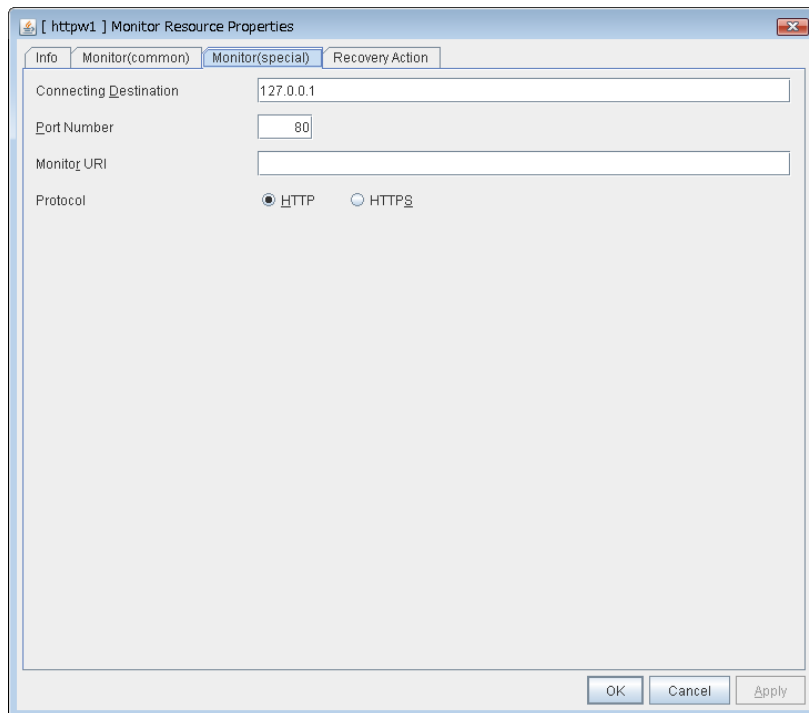 [ httpw1 ] Monitor Resource Properties
Info Monitor(common) Monitor(special) Recovery Action
Connecting Destination 127.0.0.1
Port Number 80
Monitor URI
Protocol HTTP HTTPS
OK Cancel Apply